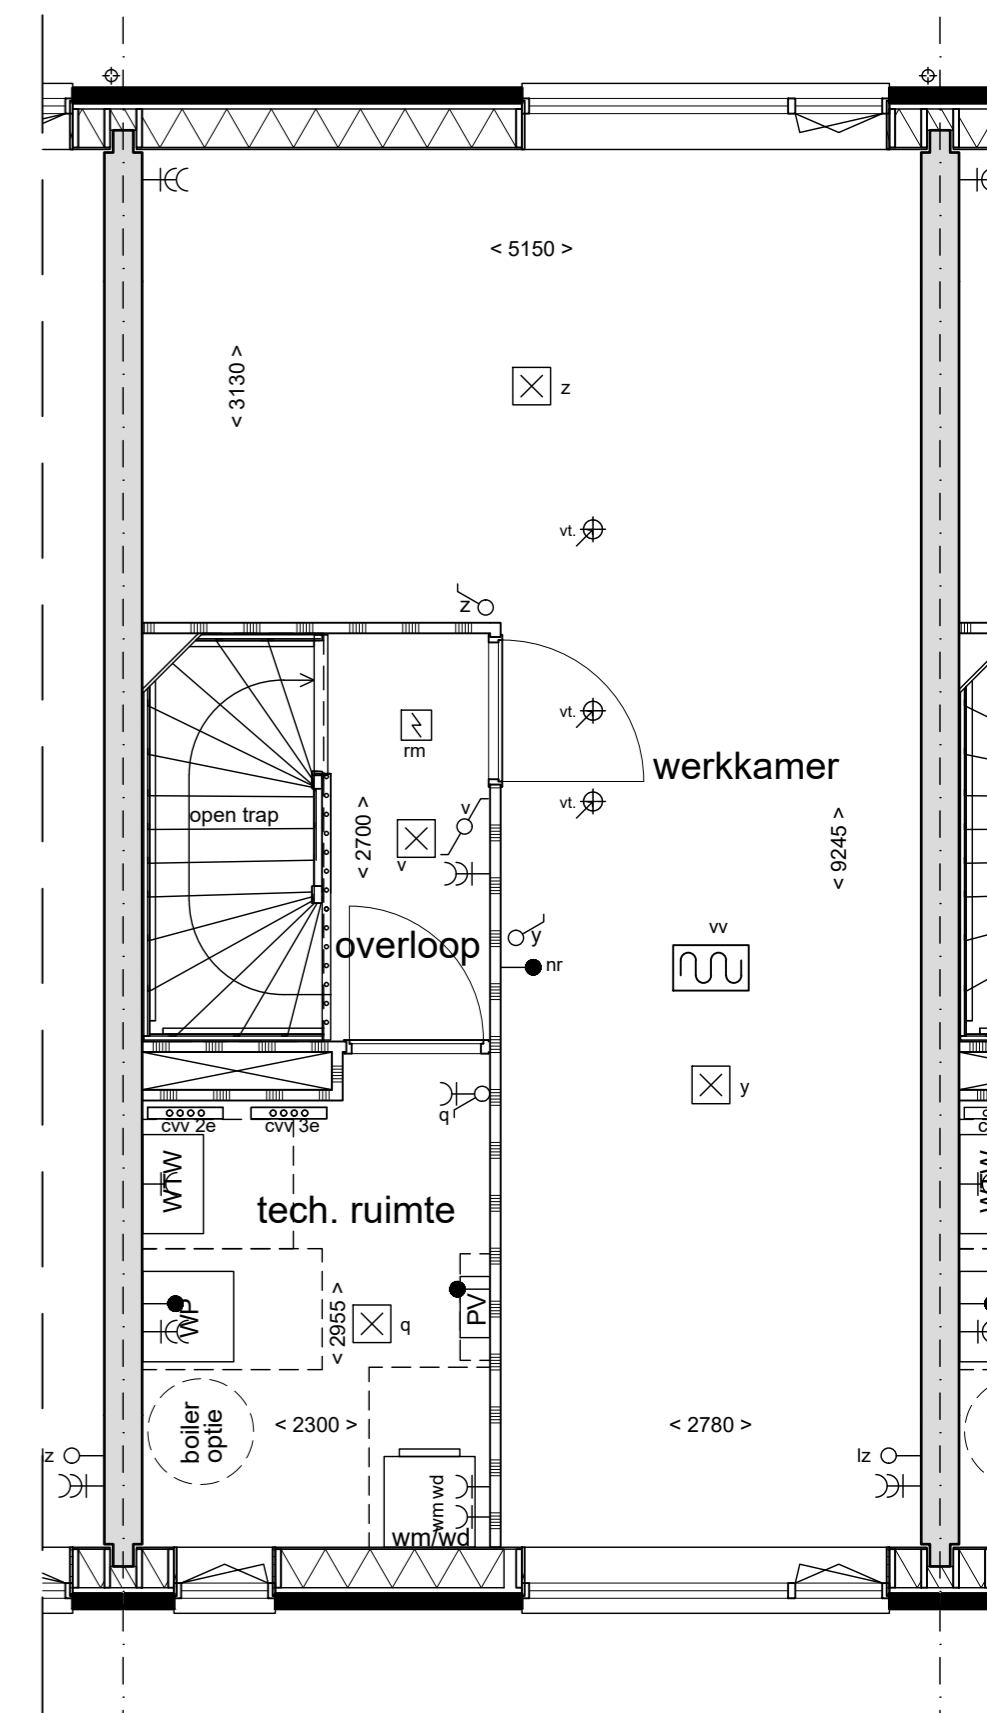 < 5150 >
< 3130 >
z
vt.
z
vt.
rm
werkkamer
vt.
v
open trap
< 2700 >
v
< 9245 >
vv
y
overloop
nr
y
q
cvv 2e
cvv 3e
WTW
tech. ruimte
WP
PV
< 2955 >
q
boiler
optie
< 2300 >
< 2780 >
lz
lz
wm
wd
wm/wd